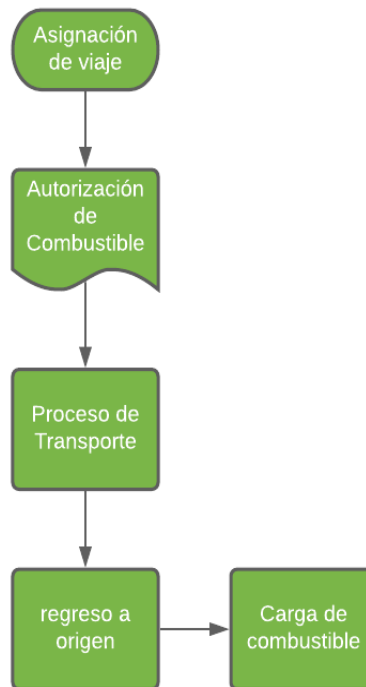 Asignación
de viaje
Autorización
de
Combustible
Proceso de
Transporte
regreso a
origen
Carga de
combustible